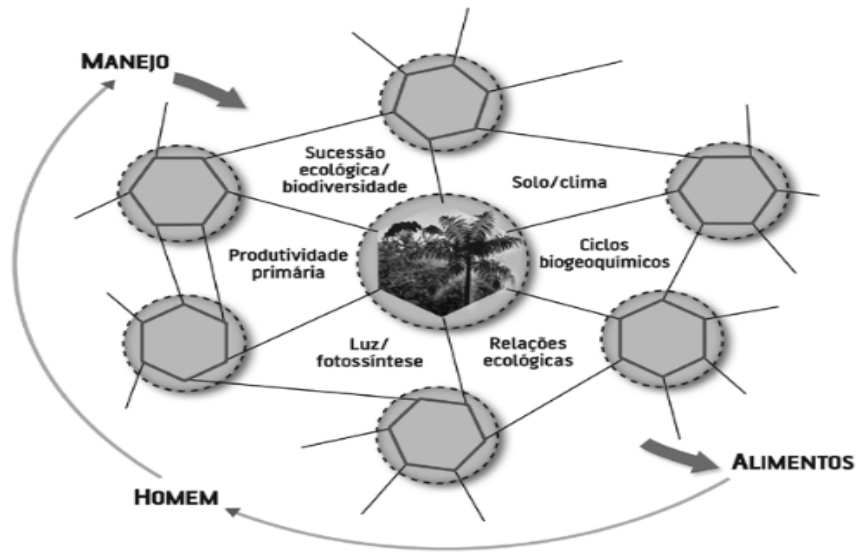 MANEJO
Sucessão
ecológica/
biodiversidade
Solo/clima
Produtividade
primária
Ciclos
biogeoquímicos
Luz/
fotossíntese
Relações
ecológicas
ALIMENTOS
HOMEM